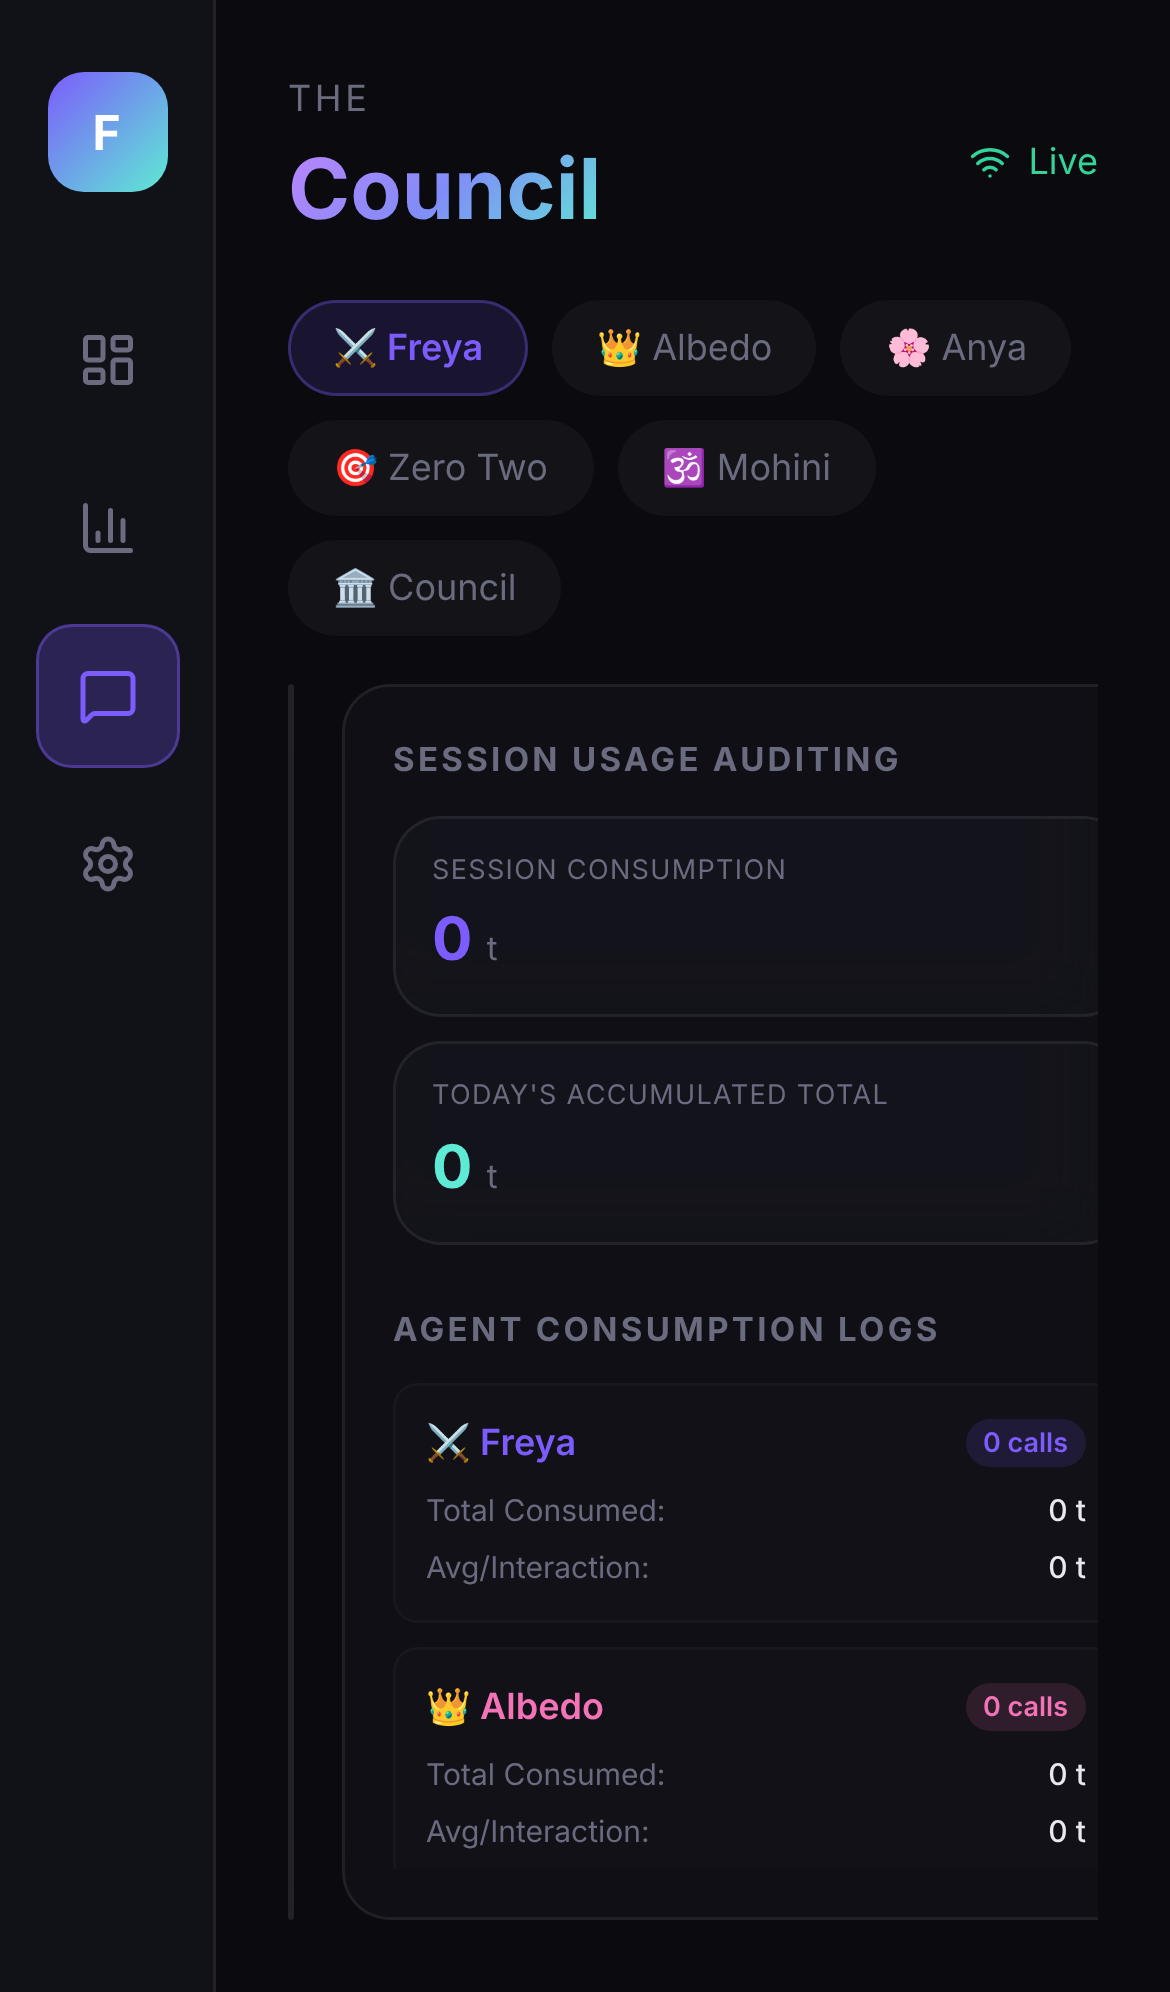 F
THE
Council
Live
⚔️ Freya
👑 Albedo
🌸 Anya
🎯 Zero Two
🕉️ Mohini
🏛️ Council
SESSION USAGE AUDITING
SESSION CONSUMPTION
0 t
TODAY'S ACCUMULATED TOTAL
0 t
AGENT CONSUMPTION LOGS
⚔️ Freya 0 calls
Total Consumed: 0 t
Avg/Interaction: 0 t
👑 Albedo 0 calls
Total Consumed: 0 t
Avg/Interaction: 0 t